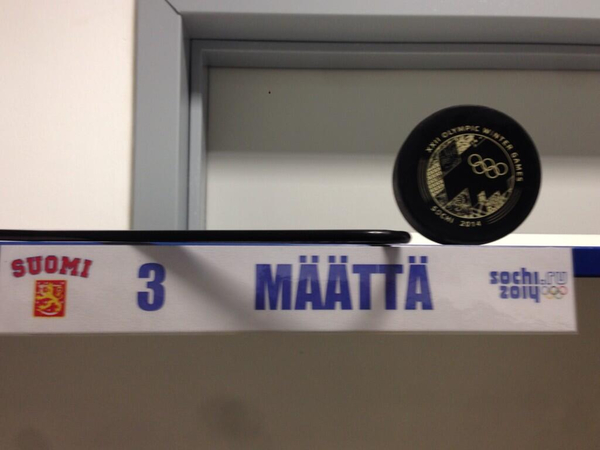 XXII OLYMPIC WINTER GAMES
SOCHI 2014
SUOMI
3
MÄÄTTÄ
sochi.ru
2014